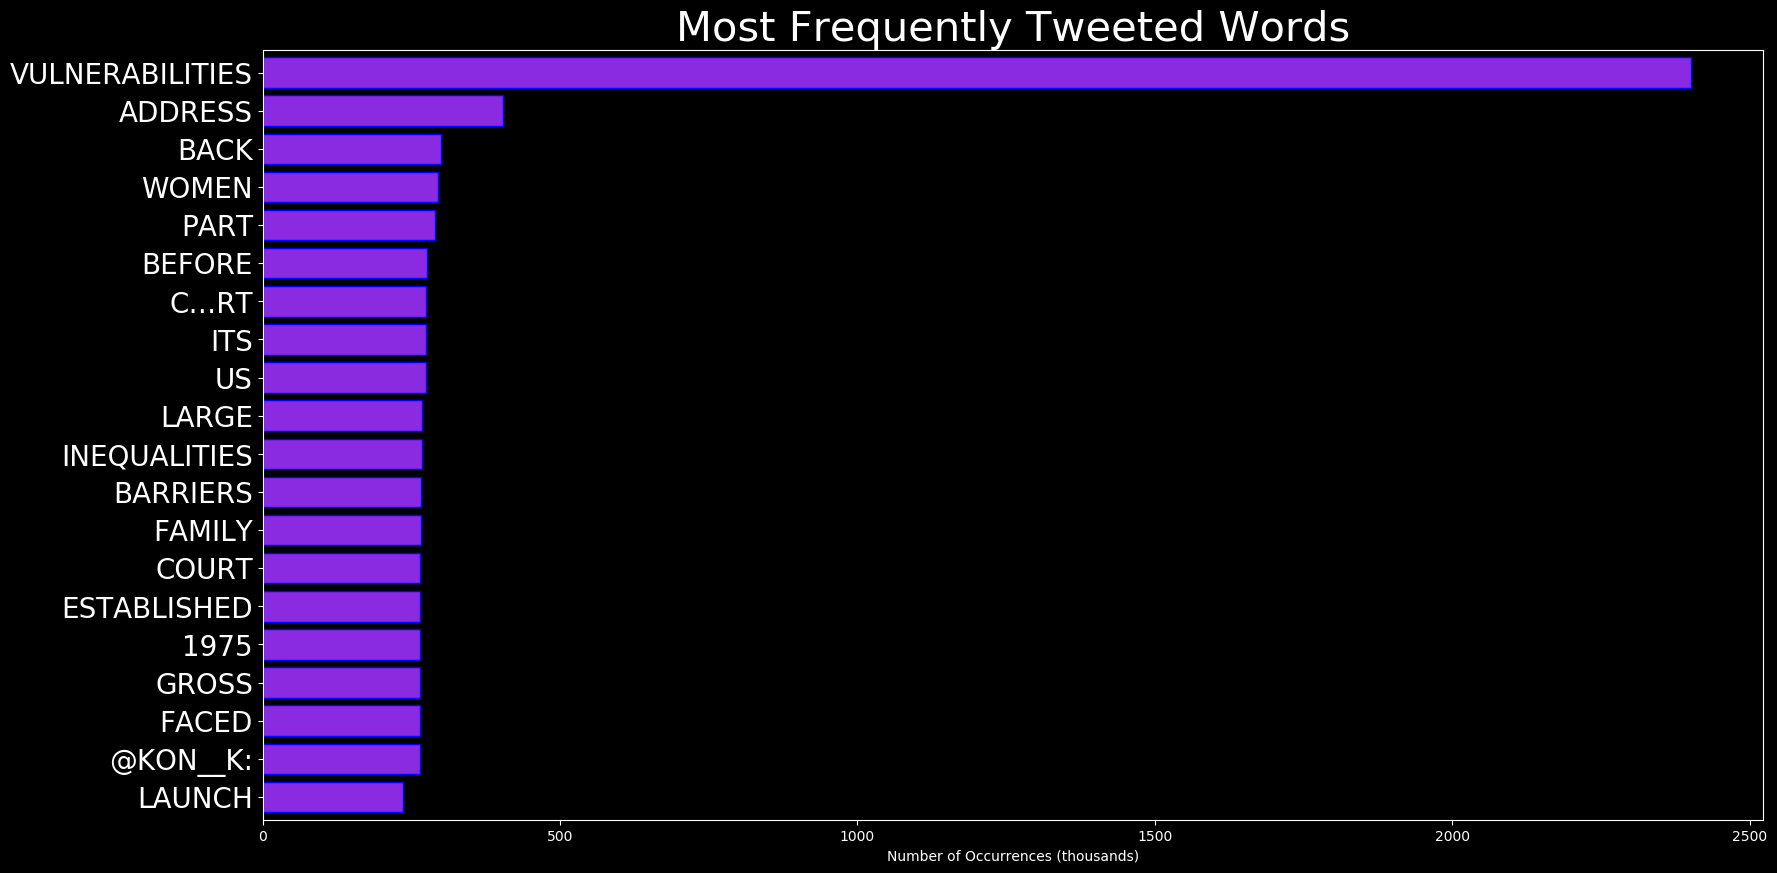 Most Frequently Tweeted Words
VULNERABILITIES
ADDRESS
BACK
WOMEN
PART
BEFORE
C…RT
ITS
US
LARGE
INEQUALITIES
BARRIERS
FAMILY
COURT
ESTABLISHED
1975
GROSS
FACED
@KON__K:
LAUNCH
0 500 1000 1500 2000 2500
Number of Occurrences (thousands)